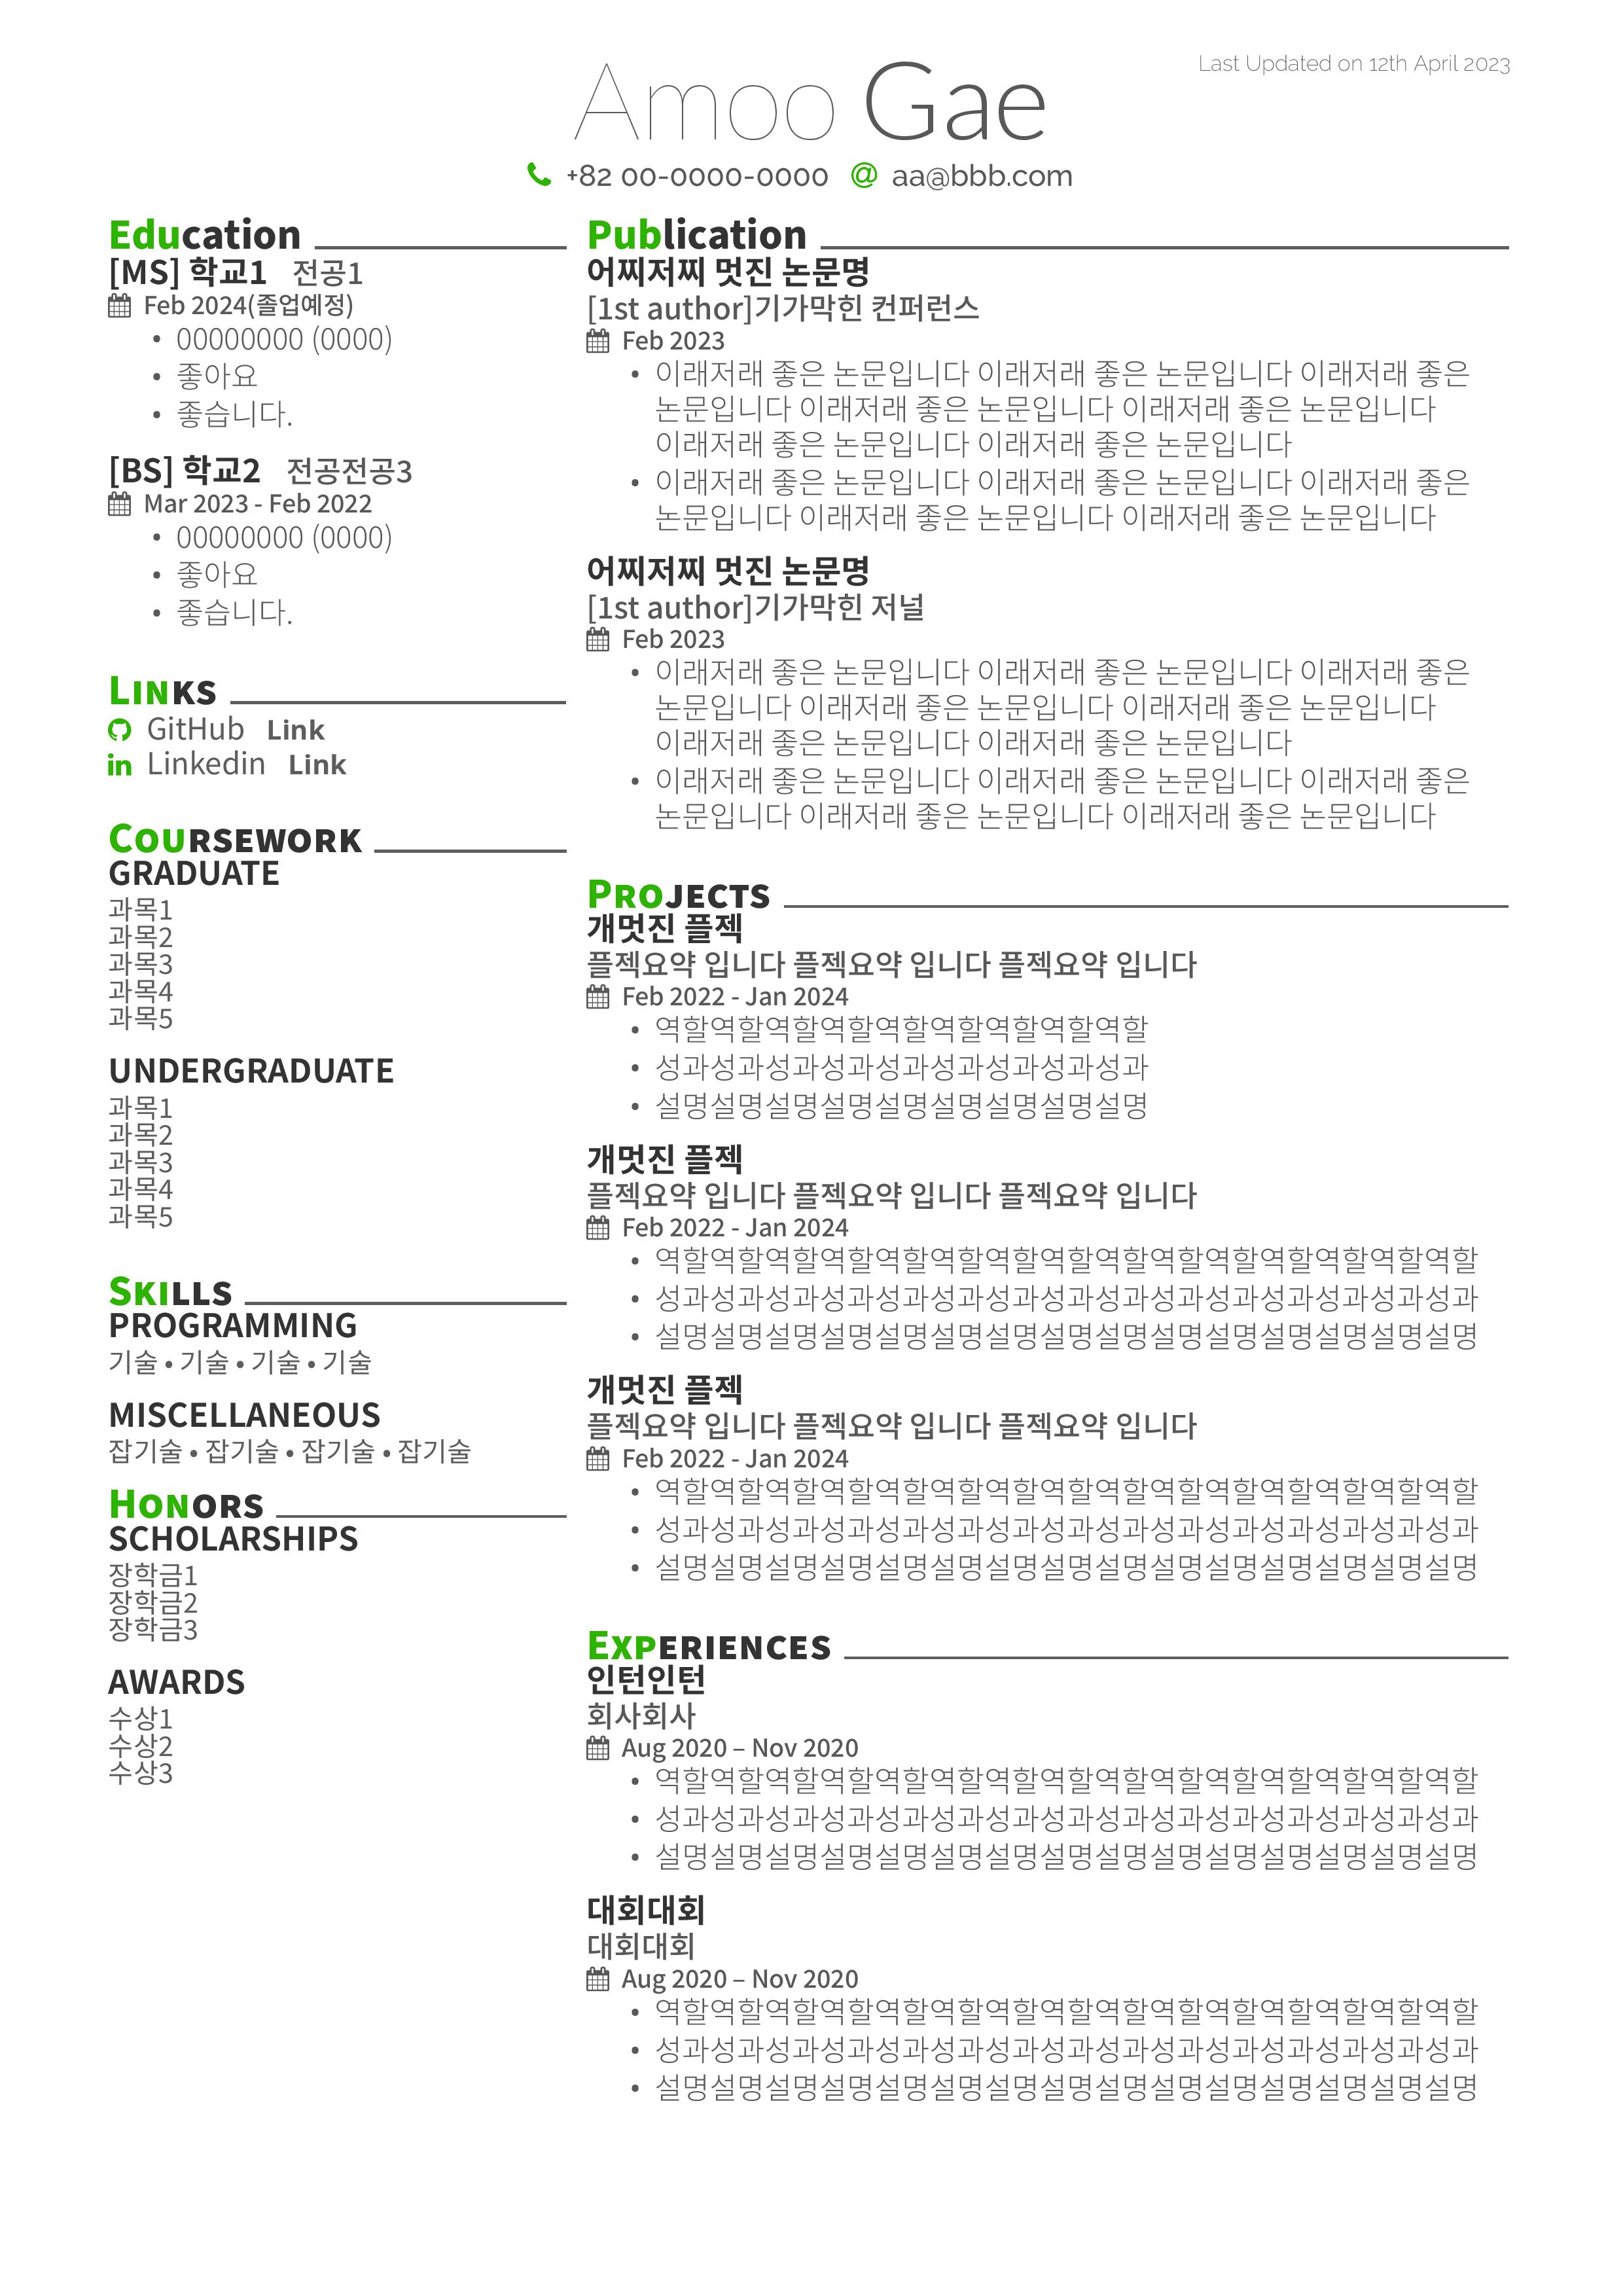 Last Updated on 12th April 2023
Amoo Gae
+82 00-0000-0000 aa@bbb.com
Education
[MS] 학교1 전공1
Feb 2024(졸업예정)
• 00000000 (0000)
• 좋아요
• 좋습니다.
[BS] 학교2 전공전공3
Mar 2023 - Feb 2022
• 00000000 (0000)
• 좋아요
• 좋습니다.
LINKS
GitHub Link
Linkedin Link
COURSEWORK
GRADUATE
과목1
과목2
과목3
과목4
과목5
UNDERGRADUATE
과목1
과목2
과목3
과목4
과목5
SKILLS
PROGRAMMING
기술 • 기술 • 기술 • 기술
MISCELLANEOUS
잡기술 • 잡기술 • 잡기술 • 잡기술
HONORS
SCHOLARSHIPS
장학금1
장학금2
장학금3
AWARDS
수상1
수상2
수상3
Publication
어찌저찌 멋진 논문명
[1st author]기가막힌 컨퍼런스
Feb 2023
• 이래저래 좋은 논문입니다 이래저래 좋은 논문입니다 이래저래 좋은
논문입니다 이래저래 좋은 논문입니다 이래저래 좋은 논문입니다
이래저래 좋은 논문입니다 이래저래 좋은 논문입니다
• 이래저래 좋은 논문입니다 이래저래 좋은 논문입니다 이래저래 좋은
논문입니다 이래저래 좋은 논문입니다 이래저래 좋은 논문입니다
어찌저찌 멋진 논문명
[1st author]기가막힌 저널
Feb 2023
• 이래저래 좋은 논문입니다 이래저래 좋은 논문입니다 이래저래 좋은
논문입니다 이래저래 좋은 논문입니다 이래저래 좋은 논문입니다
이래저래 좋은 논문입니다 이래저래 좋은 논문입니다
• 이래저래 좋은 논문입니다 이래저래 좋은 논문입니다 이래저래 좋은
논문입니다 이래저래 좋은 논문입니다 이래저래 좋은 논문입니다
PROJECTS
개멋진 플젝
플젝요약 입니다 플젝요약 입니다 플젝요약 입니다
Feb 2022 - Jan 2024
• 역할역할역할역할역할역할역할역할역할
• 성과성과성과성과성과성과성과성과성과
• 설명설명설명설명설명설명설명설명설명
개멋진 플젝
플젝요약 입니다 플젝요약 입니다 플젝요약 입니다
Feb 2022 - Jan 2024
• 역할역할역할역할역할역할역할역할역할역할역할역할역할역할역할
• 성과성과성과성과성과성과성과성과성과성과성과성과성과성과성과
• 설명설명설명설명설명설명설명설명설명설명설명설명설명설명설명
개멋진 플젝
플젝요약 입니다 플젝요약 입니다 플젝요약 입니다
Feb 2022 - Jan 2024
• 역할역할역할역할역할역할역할역할역할역할역할역할역할역할역할
• 성과성과성과성과성과성과성과성과성과성과성과성과성과성과성과
• 설명설명설명설명설명설명설명설명설명설명설명설명설명설명설명
EXPERIENCES
인턴인턴
회사회사
Aug 2020 – Nov 2020
• 역할역할역할역할역할역할역할역할역할역할역할역할역할역할역할
• 성과성과성과성과성과성과성과성과성과성과성과성과성과성과성과
• 설명설명설명설명설명설명설명설명설명설명설명설명설명설명설명
대회대회
대회대회
Aug 2020 – Nov 2020
• 역할역할역할역할역할역할역할역할역할역할역할역할역할역할역할
• 성과성과성과성과성과성과성과성과성과성과성과성과성과성과성과
• 설명설명설명설명설명설명설명설명설명설명설명설명설명설명설명